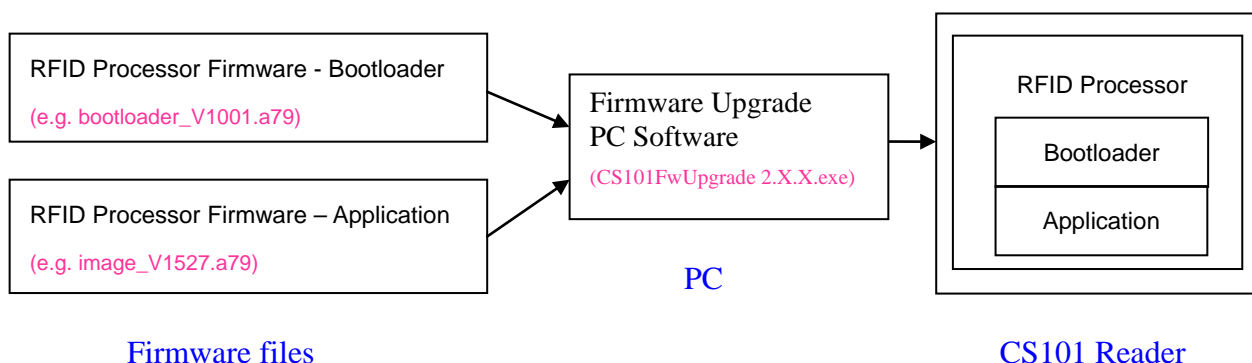 RFID Processor Firmware - Bootloader
(e.g. bootloader_V1001.a79)
RFID Processor Firmware – Application
(e.g. image_V1527.a79)
Firmware files
Firmware Upgrade
PC Software
(CS101FwUpgrade 2.X.X.exe)
PC
RFID Processor
Bootloader
Application
CS101 Reader